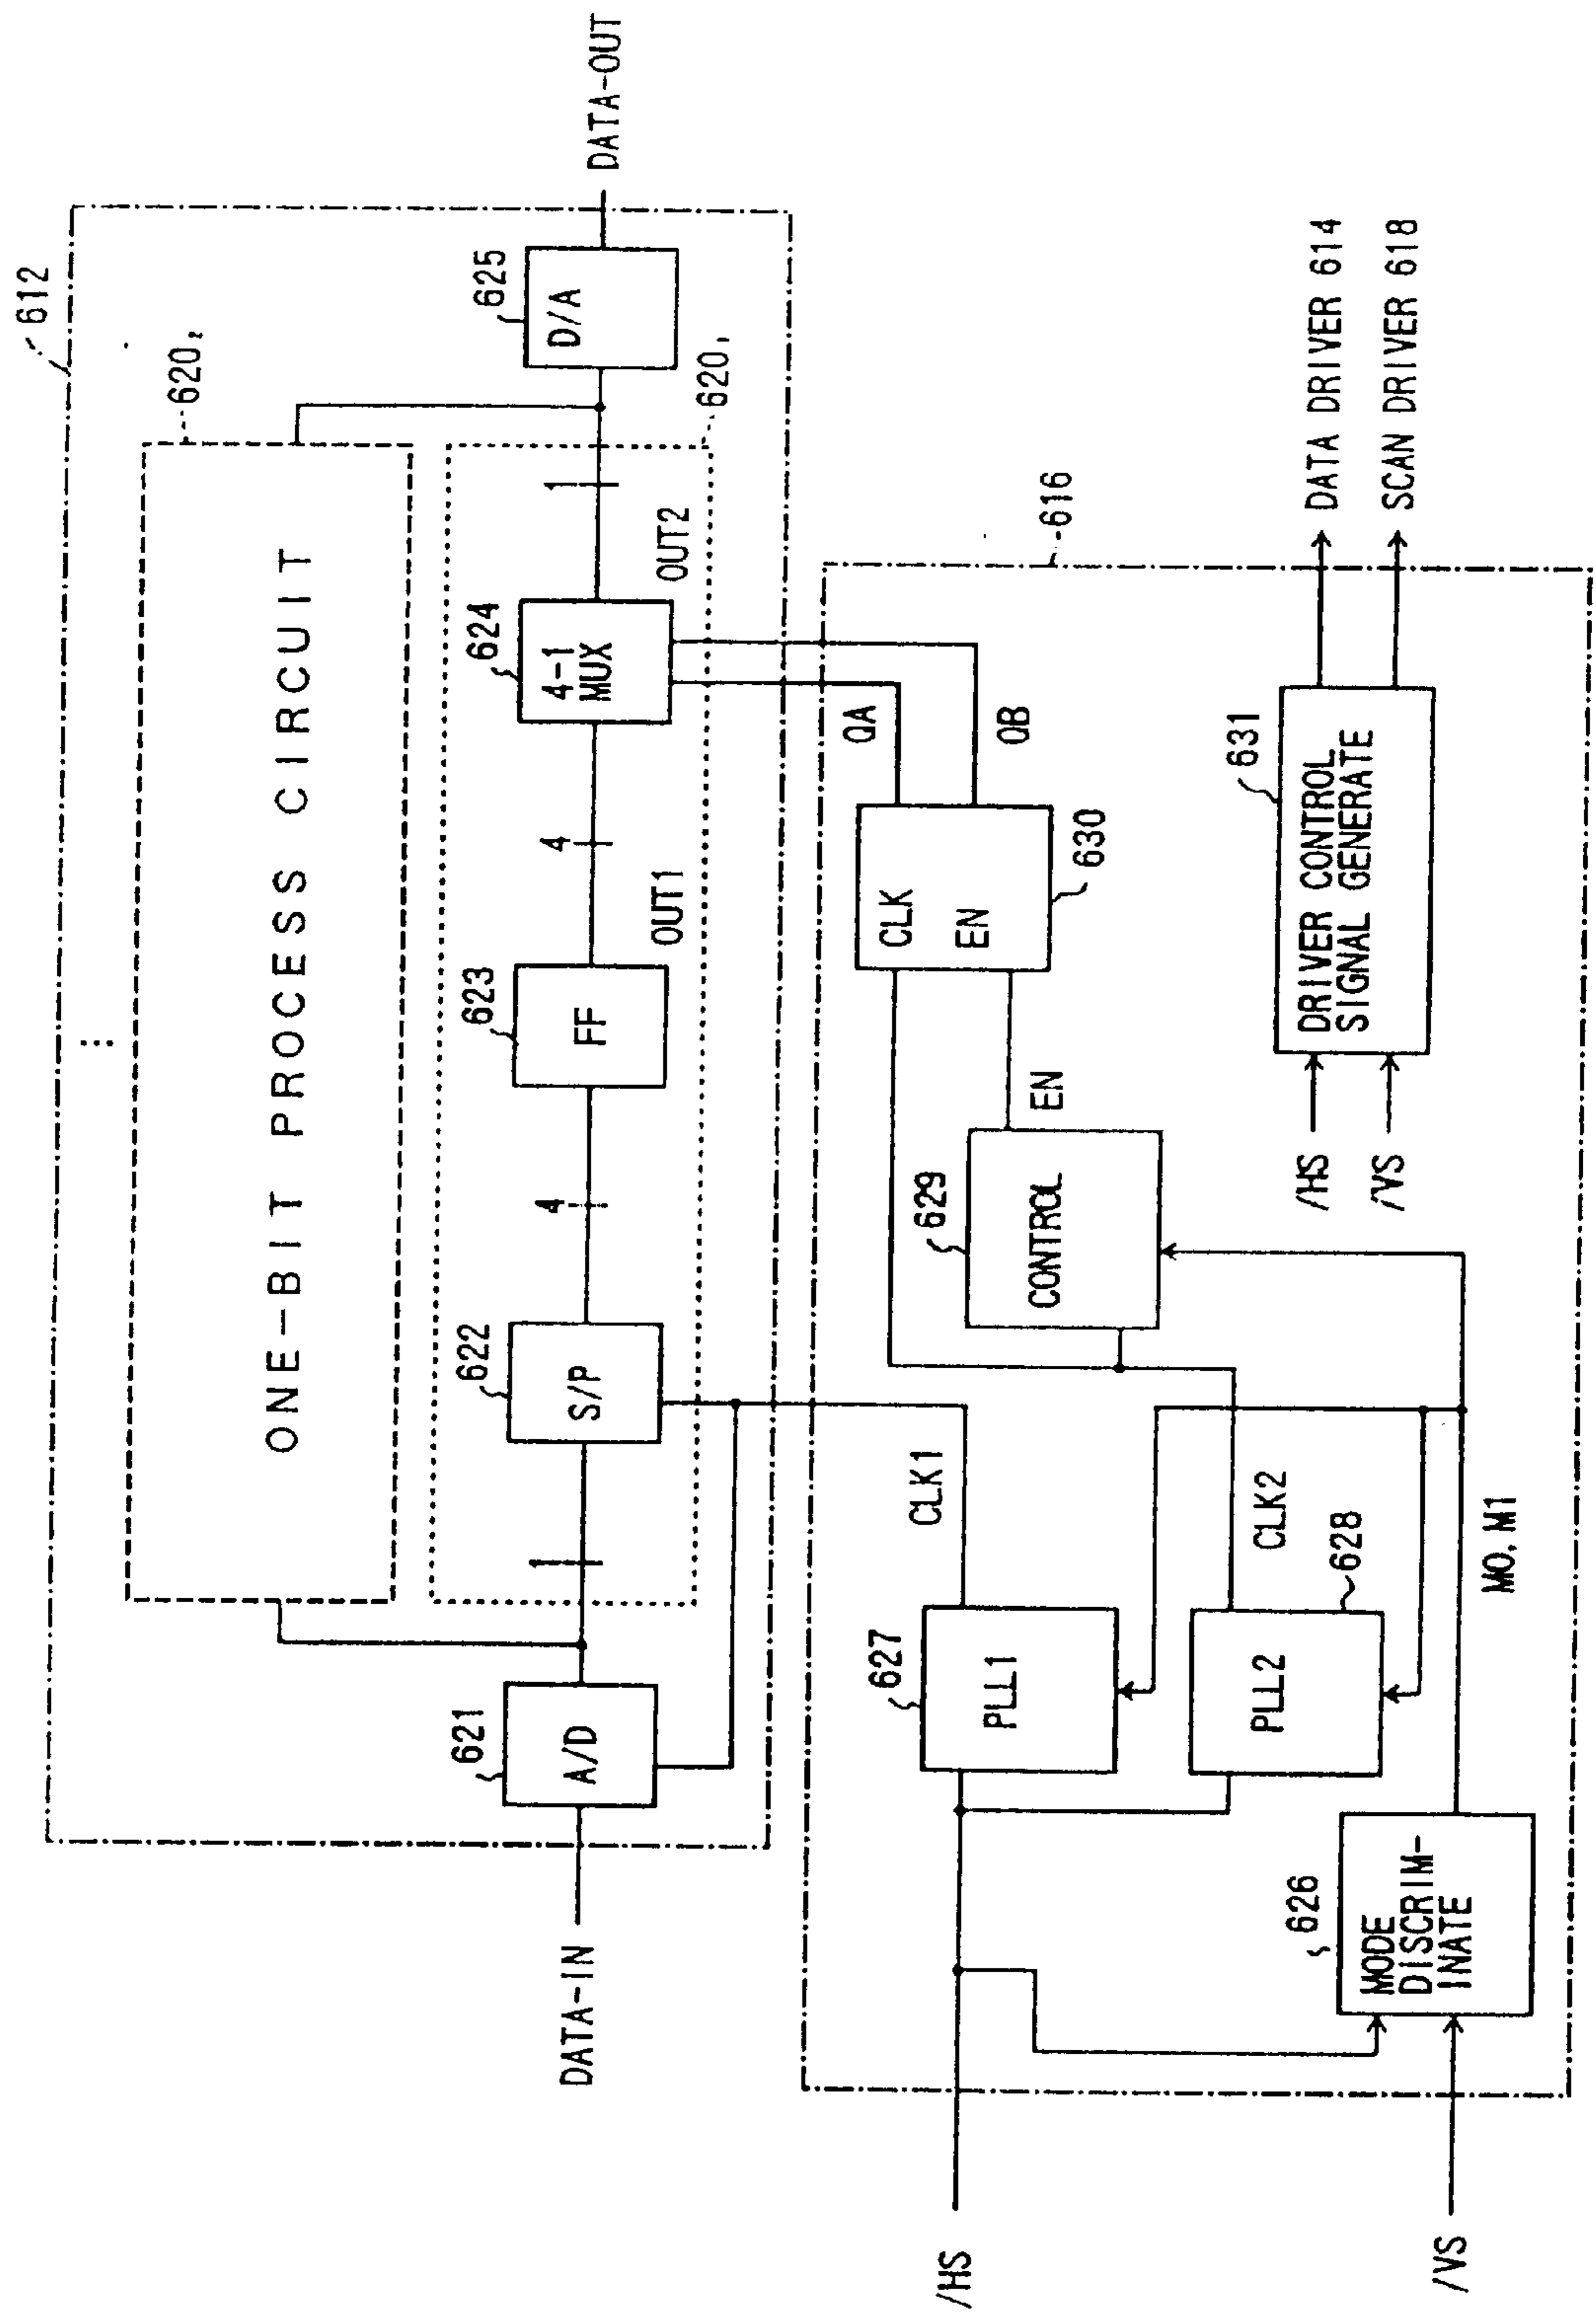 612
620₂
ONE-BIT PROCESS CIRCUIT
...
620₁
DATA-IN
621
A/D
1
622
S/P
4
623
FF
4
OUT1
624
4-1
MUX
OUT2
1
625
D/A
DATA-OUT
616
/HS
/VS
626
MODE
DISCRIM-
INATE
627
PLL1
CLK1
PLL2
628
CLK2
M0, M1
629
CONTROL
EN
CLK
EN
630
QA
QB
/HS
/VS
631
DRIVER CONTROL
SIGNAL GENERATE
DATA DRIVER 614
SCAN DRIVER 618